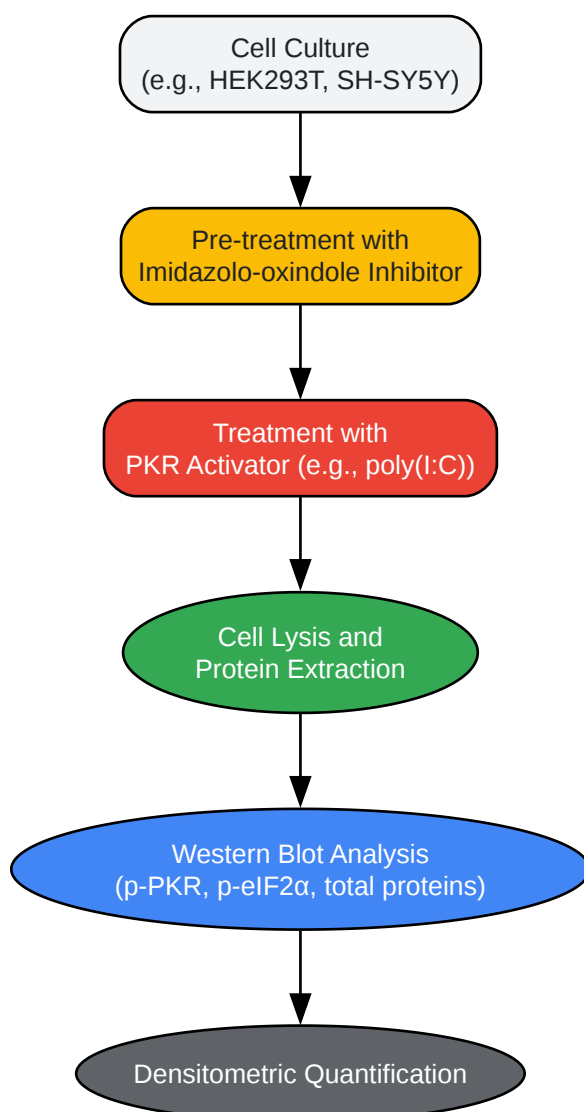 Cell Culture
(e.g., HEK293T, SH-SY5Y)
Pre-treatment with
Imidazolo-oxindole Inhibitor
Treatment with
PKR Activator (e.g., poly(I:C))
Cell Lysis and
Protein Extraction
Western Blot Analysis
(p-PKR, p-eIF2α, total proteins)
Densitometric Quantification